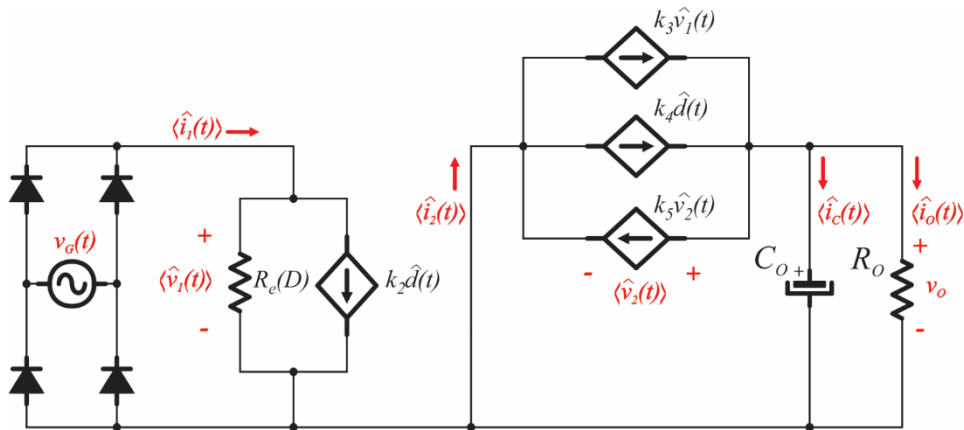 k₃v̂₁(t)
⟨î₁(t)⟩
k₄d̂(t)
⟨î₂(t)⟩
k₅v̂₂(t)
⟨î_C(t)⟩
⟨î_O(t)⟩
v_G(t)
+
⟨v̂₁(t)⟩
-
R_e(D)
k₂d̂(t)
- +
⟨v̂₂(t)⟩
C_O +
R_O
+
v_O
-